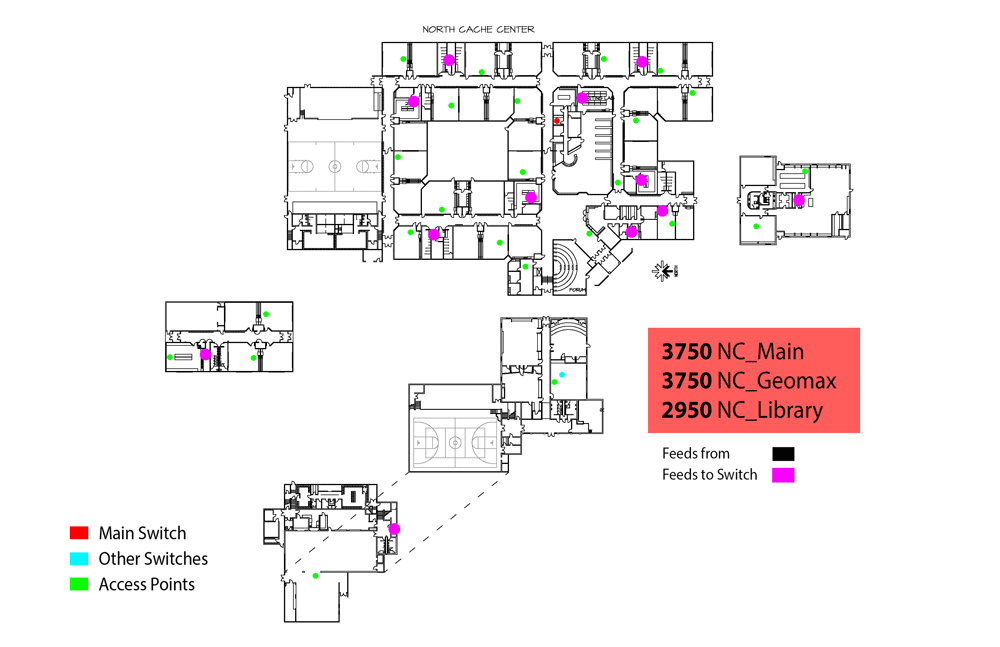 NORTH CACHE CENTER
FORUM
NORTH
3750 NC_Main
3750 NC_Geomax
2950 NC_Library
Feeds from
Feeds to Switch
Main Switch
Other Switches
Access Points